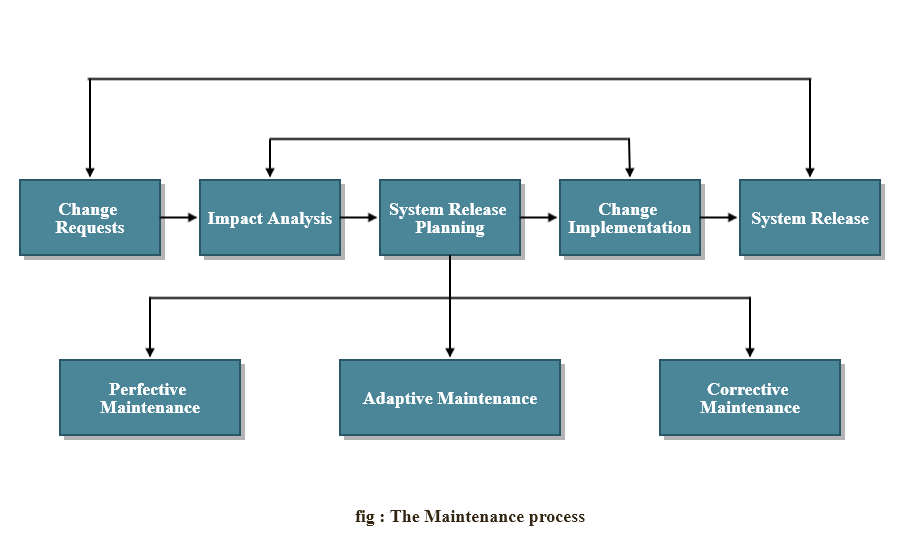 Change
Requests
Impact Analysis
System Release
Planning
Change
Implementation
System Release
Perfective
Maintenance
Adaptive Maintenance
Corrective
Maintenance
fig : The Maintenance process